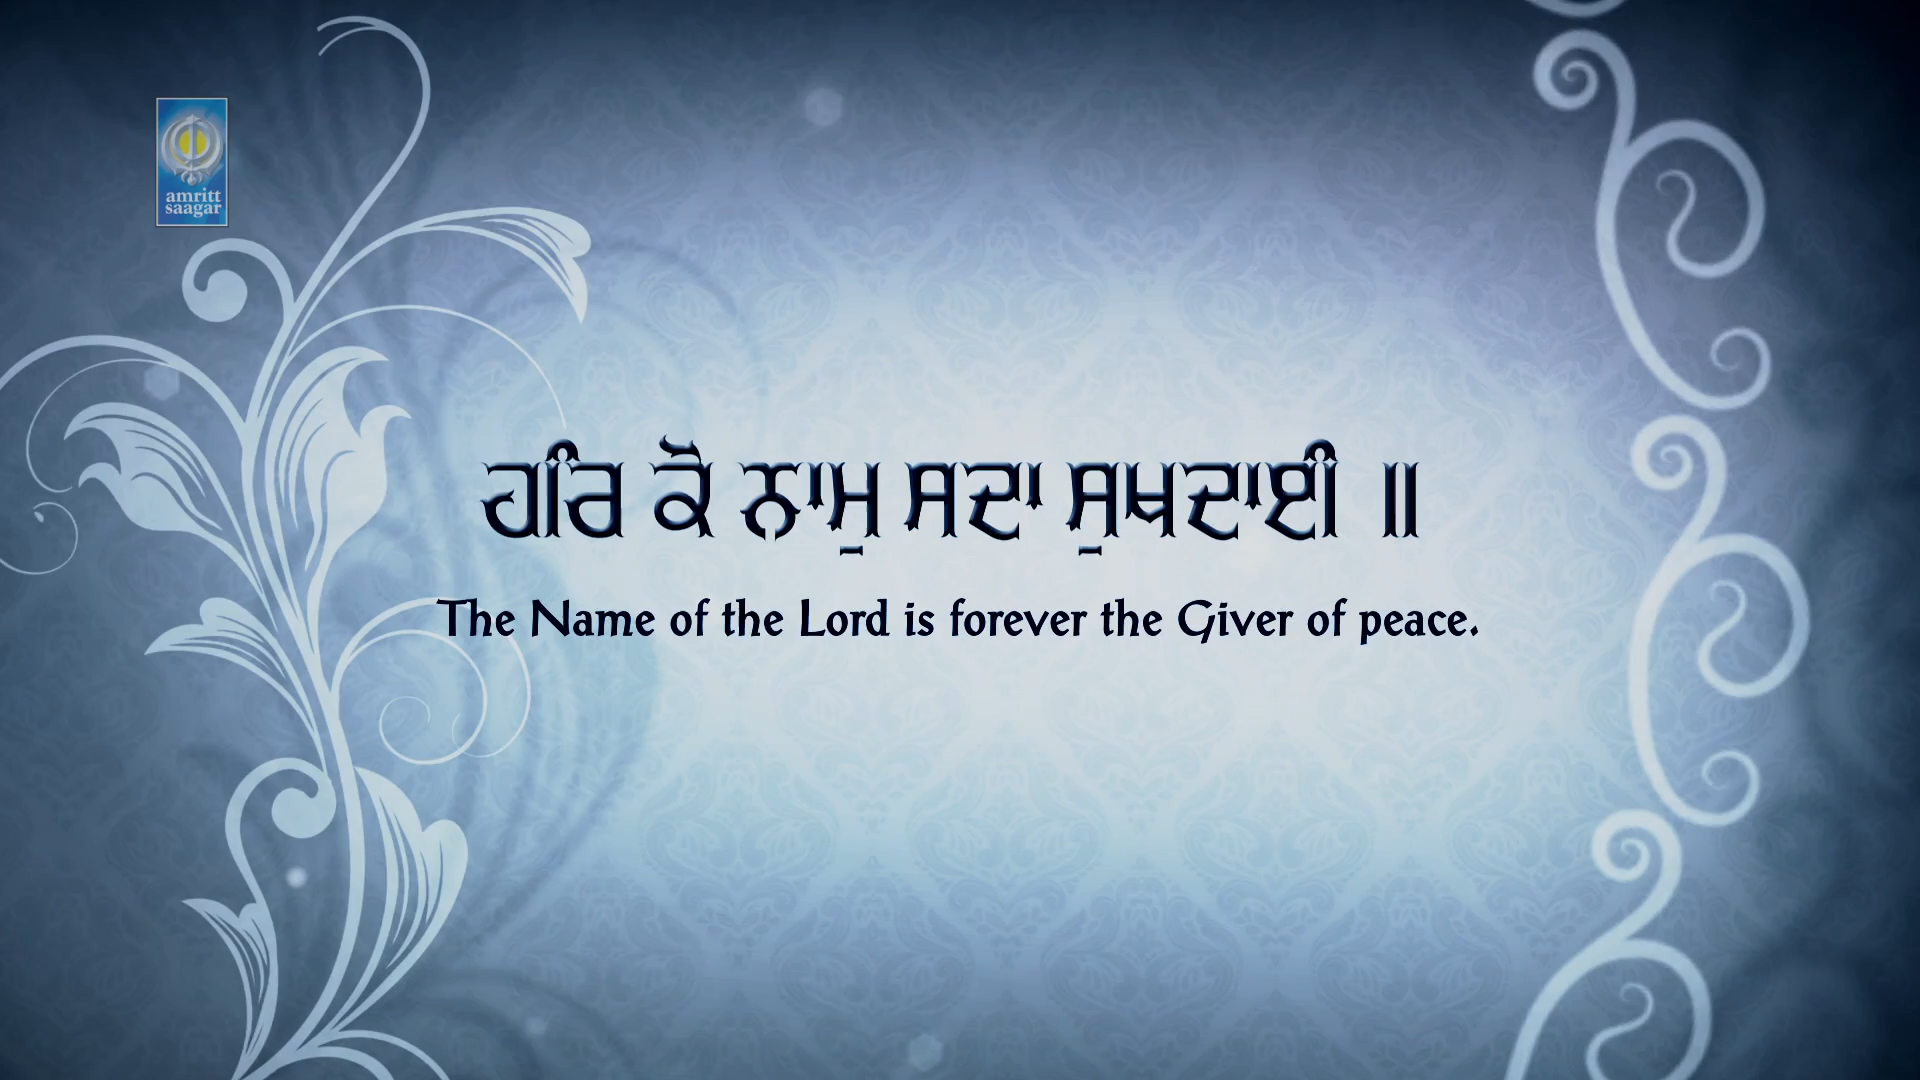 amritt
saagar
ਹਰਿ ਕੋ ਨਾਮੁ ਸਦਾ ਸੁਖਦਾਈ ॥
The Name of the Lord is forever the Giver of peace.